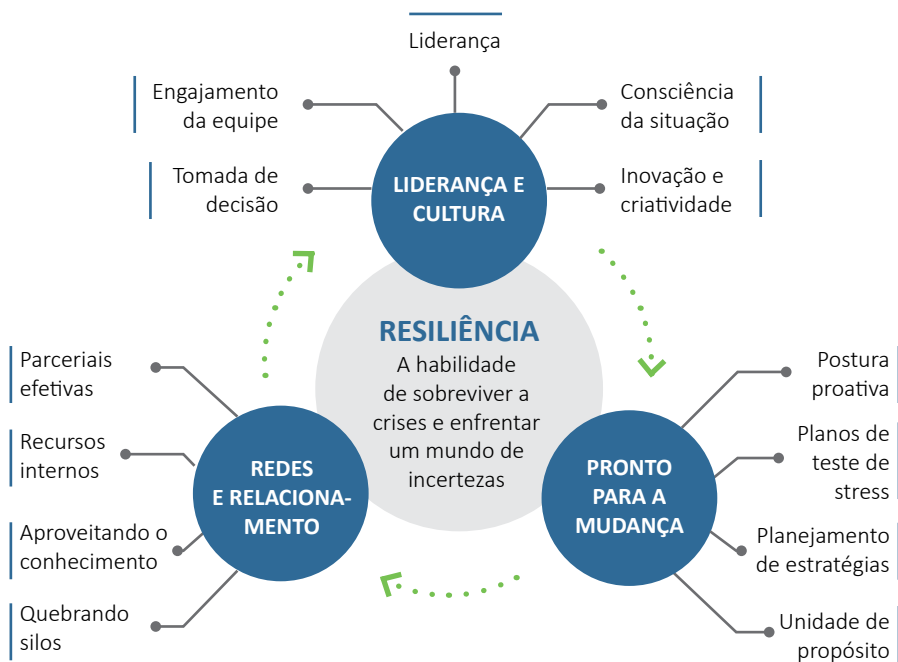 Liderança
Engajamento
da equipe
Tomada de
decisão
Consciência
da situação
Inovação e
criatividade
LIDERANÇA E
CULTURA
RESILIÊNCIA
A habilidade
de sobreviver a
crises e enfrentar
um mundo de
incertezas
Parceriais
efetivas
Recursos
internos
Aproveitando o
conhecimento
Quebrando
silos
REDES
E RELACIONA-
MENTO
PRONTO
PARA A
MUDANÇA
Postura
proativa
Planos de
teste de
stress
Planejamento
de estratégias
Unidade de
propósito